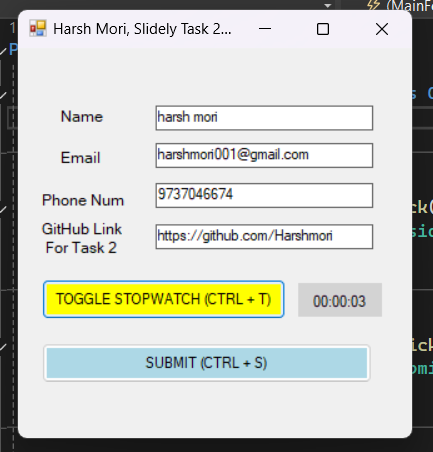 Harsh Mori, Slidely Task 2...
(MainFo
Name
harsh mori
Email
harshmori001@gmail.com
Phone Num
9737046674
GitHub Link
For Task 2
https://github.com/Harshmori
TOGGLE STOPWATCH (CTRL + T)
00:00:03
SUBMIT (CTRL + S)